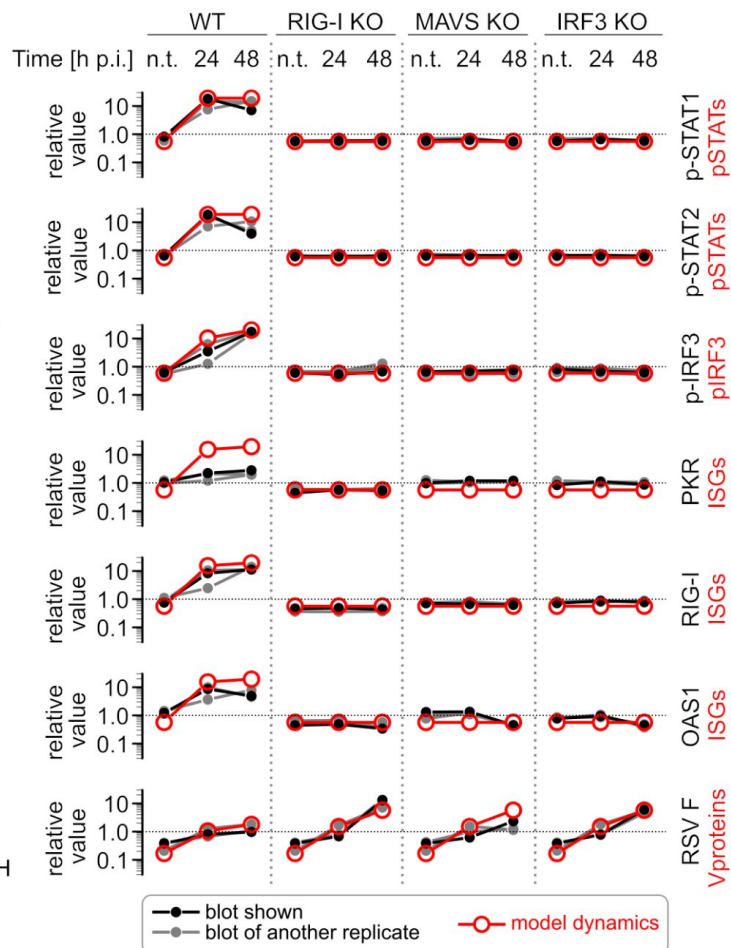 WT RIG-I KO MAVS KO IRF3 KO
Time [h p.i.] n.t. 24 48 n.t. 24 48 n.t. 24 48 n.t. 24 48
relative value
10
1.0
0.1
p-STAT1
pSTATs
relative value
10
1.0
0.1
p-STAT2
pSTATs
relative value
10
1.0
0.1
p-IRF3
pIRF3
relative value
10
1.0
0.1
PKR
ISGs
relative value
10
1.0
0.1
RIG-I
ISGs
relative value
10
1.0
0.1
OAS1
ISGs
relative value
10
1.0
0.1
RSV F
Vproteins
blot shown
blot of another replicate
model dynamics